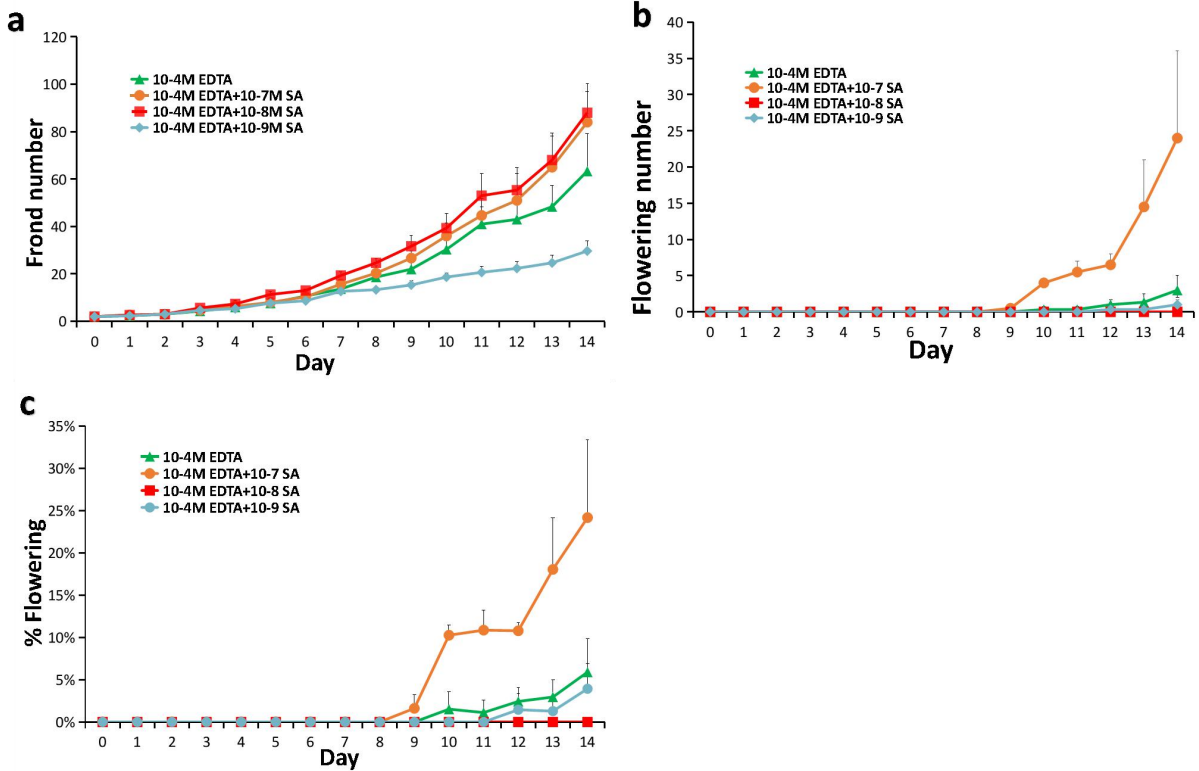 a
120
100
80
60
40
20
0
Frond number
10-4M EDTA
10-4M EDTA+10-7M SA
10-4M EDTA+10-8M SA
10-4M EDTA+10-9M SA
0 1 2 3 4 5 6 7 8 9 10 11 12 13 14
Day
b
40
35
30
25
20
15
10
5
0
Flowering number
10-4M EDTA
10-4M EDTA+10-7 SA
10-4M EDTA+10-8 SA
10-4M EDTA+10-9 SA
0 1 2 3 4 5 6 7 8 9 10 11 12 13 14
Day
c
35%
30%
25%
20%
15%
10%
5%
0%
% Flowering
10-4M EDTA
10-4M EDTA+10-7 SA
10-4M EDTA+10-8 SA
10-4M EDTA+10-9 SA
0 1 2 3 4 5 6 7 8 9 10 11 12 13 14
Day